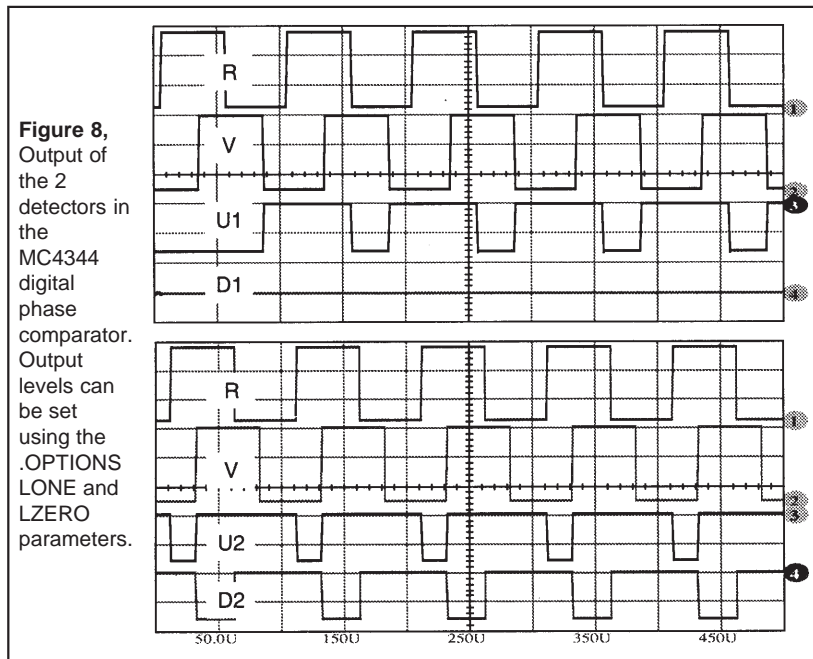 Figure 8,
Output of
the 2
detectors in
the
MC4344
digital
phase
comparator.
Output
levels can
be set
using the
.OPTIONS
LONE and
LZERO
parameters.
R
1
V
2
U1
3
D1
4
R
1
V
2
3
U2
4
D2
50.0U 150U 250U 350U 450U